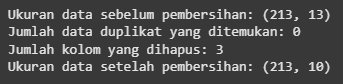 Ukuran data sebelum pembersihan: (213, 13)
Jumlah data duplikat yang ditemukan: 0
Jumlah kolom yang dihapus: 3
Ukuran data setelah pembersihan: (213, 10)